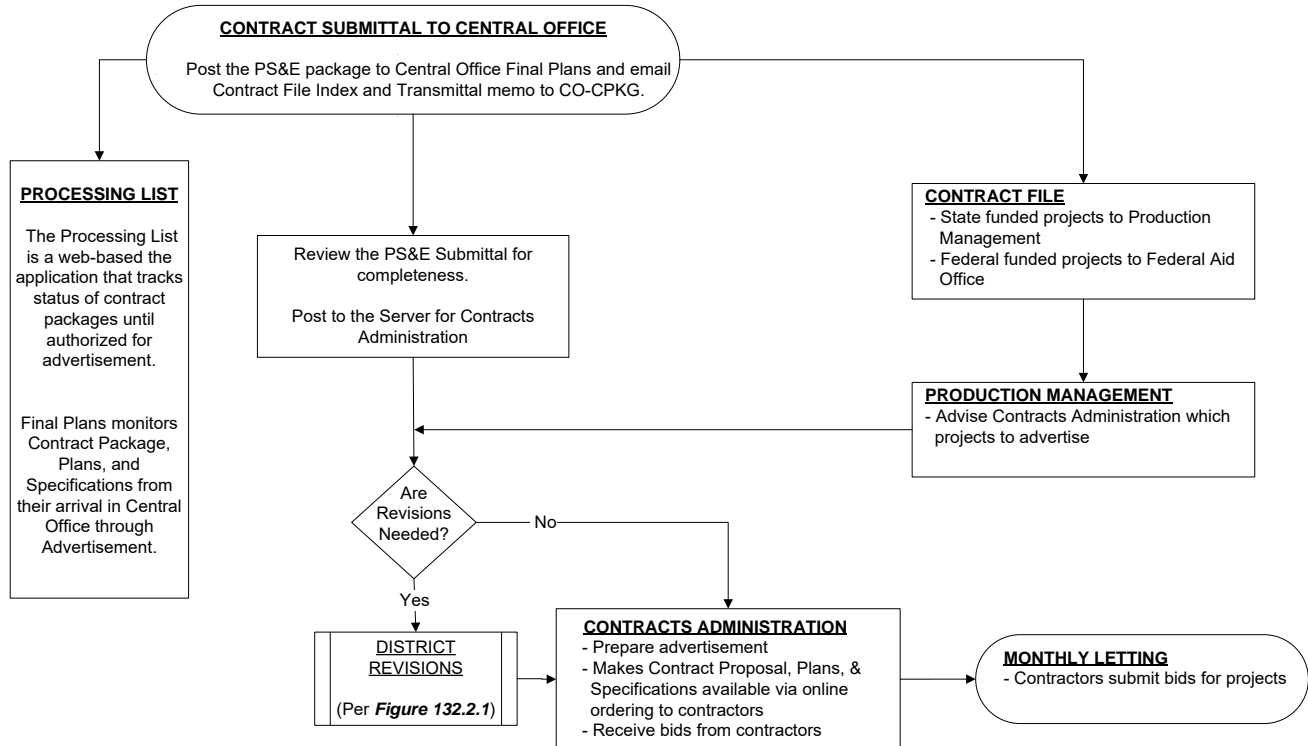 CONTRACT SUBMITTAL TO CENTRAL OFFICE
Post the PS&E package to Central Office Final Plans and email
Contract File Index and Transmittal memo to CO-CPKG.
PROCESSING LIST
The Processing List
is a web-based the
application that tracks
status of contract
packages until
authorized for
advertisement.
Final Plans monitors
Contract Package,
Plans, and
Specifications from
their arrival in Central
Office through
Advertisement.
Review the PS&E Submittal for
completeness.
Post to the Server for Contracts
Administration
CONTRACT FILE
- State funded projects to Production
Management
- Federal funded projects to Federal Aid
Office
PRODUCTION MANAGEMENT
- Advise Contracts Administration which
projects to advertise
Are
Revisions
Needed?
No
Yes
DISTRICT
REVISIONS
(Per Figure 132.2.1)
CONTRACTS ADMINISTRATION
- Prepare advertisement
- Makes Contract Proposal, Plans, &
Specifications available via online
ordering to contractors
- Receive bids from contractors
MONTHLY LETTING
- Contractors submit bids for projects